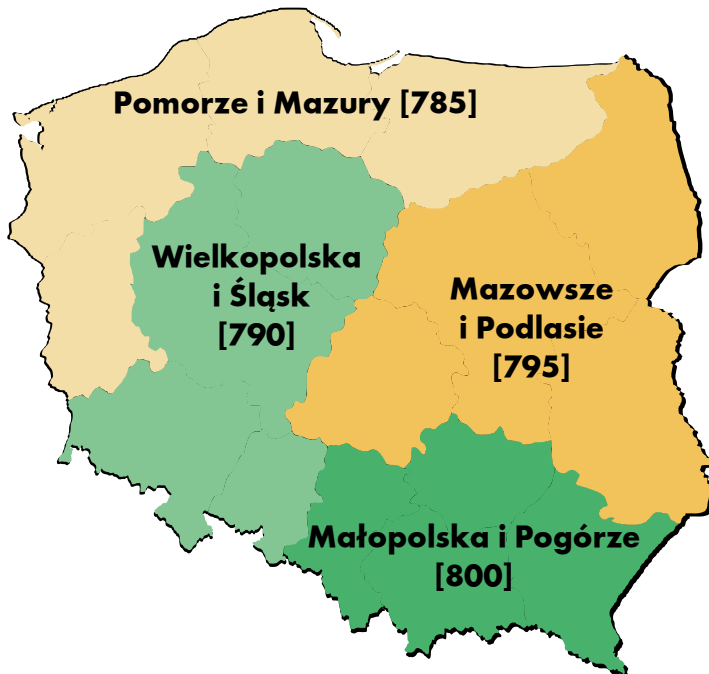 Pomorze i Mazury [785]
Wielkopolska
i Śląsk
[790]
Mazowsze
i Podlasie
[795]
Małopolska i Pogórze
[800]